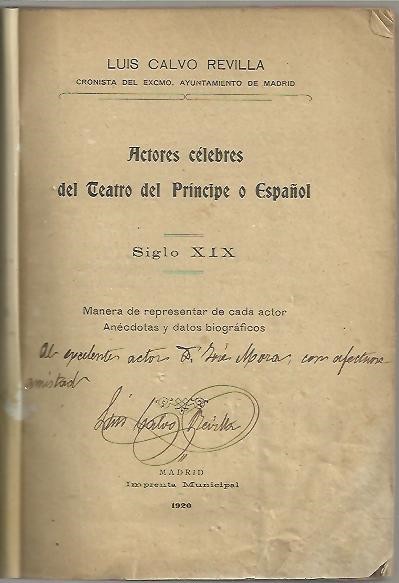 LUIS CALVO REVILLA
CRONISTA DEL EXCMO. AYUNTAMIENTO DE MADRID
Actores célebres
del Teatro del Príncipe o Español
Siglo XIX
Manera de representar de cada actor
Anécdotas y datos biográficos
Al excelente actor D. José Mora, con afectuosa
amistad
Luis Calvo Revilla
MADRID
Imprenta Municipal
1920